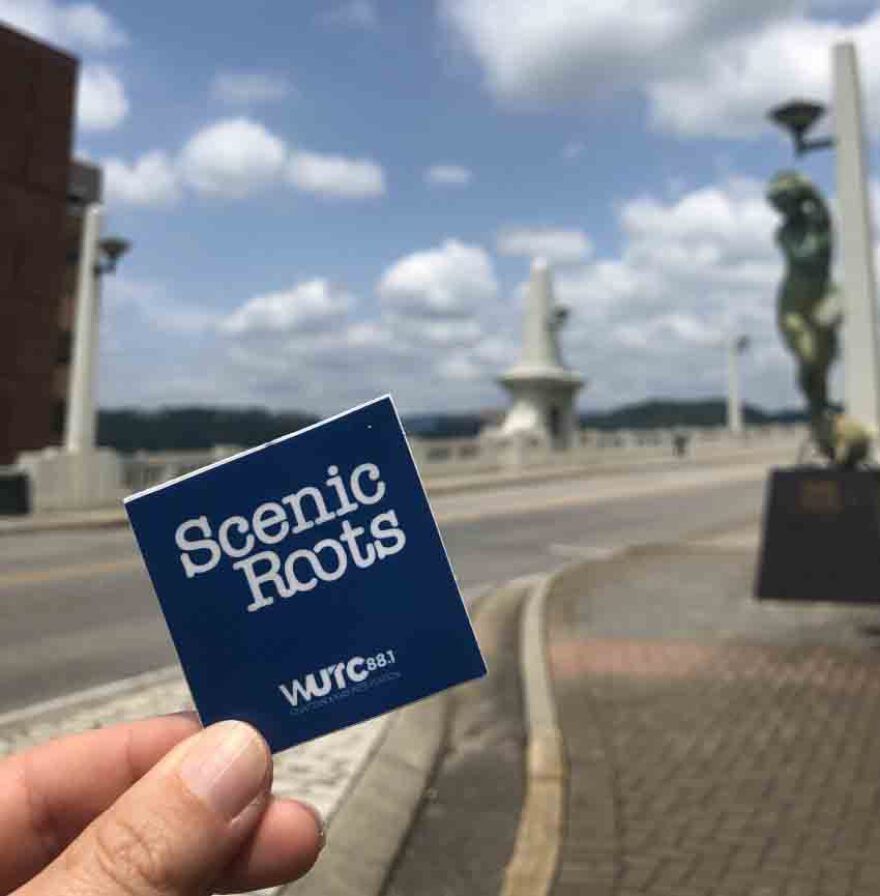 Scenic
Roots
WUTC 88.1